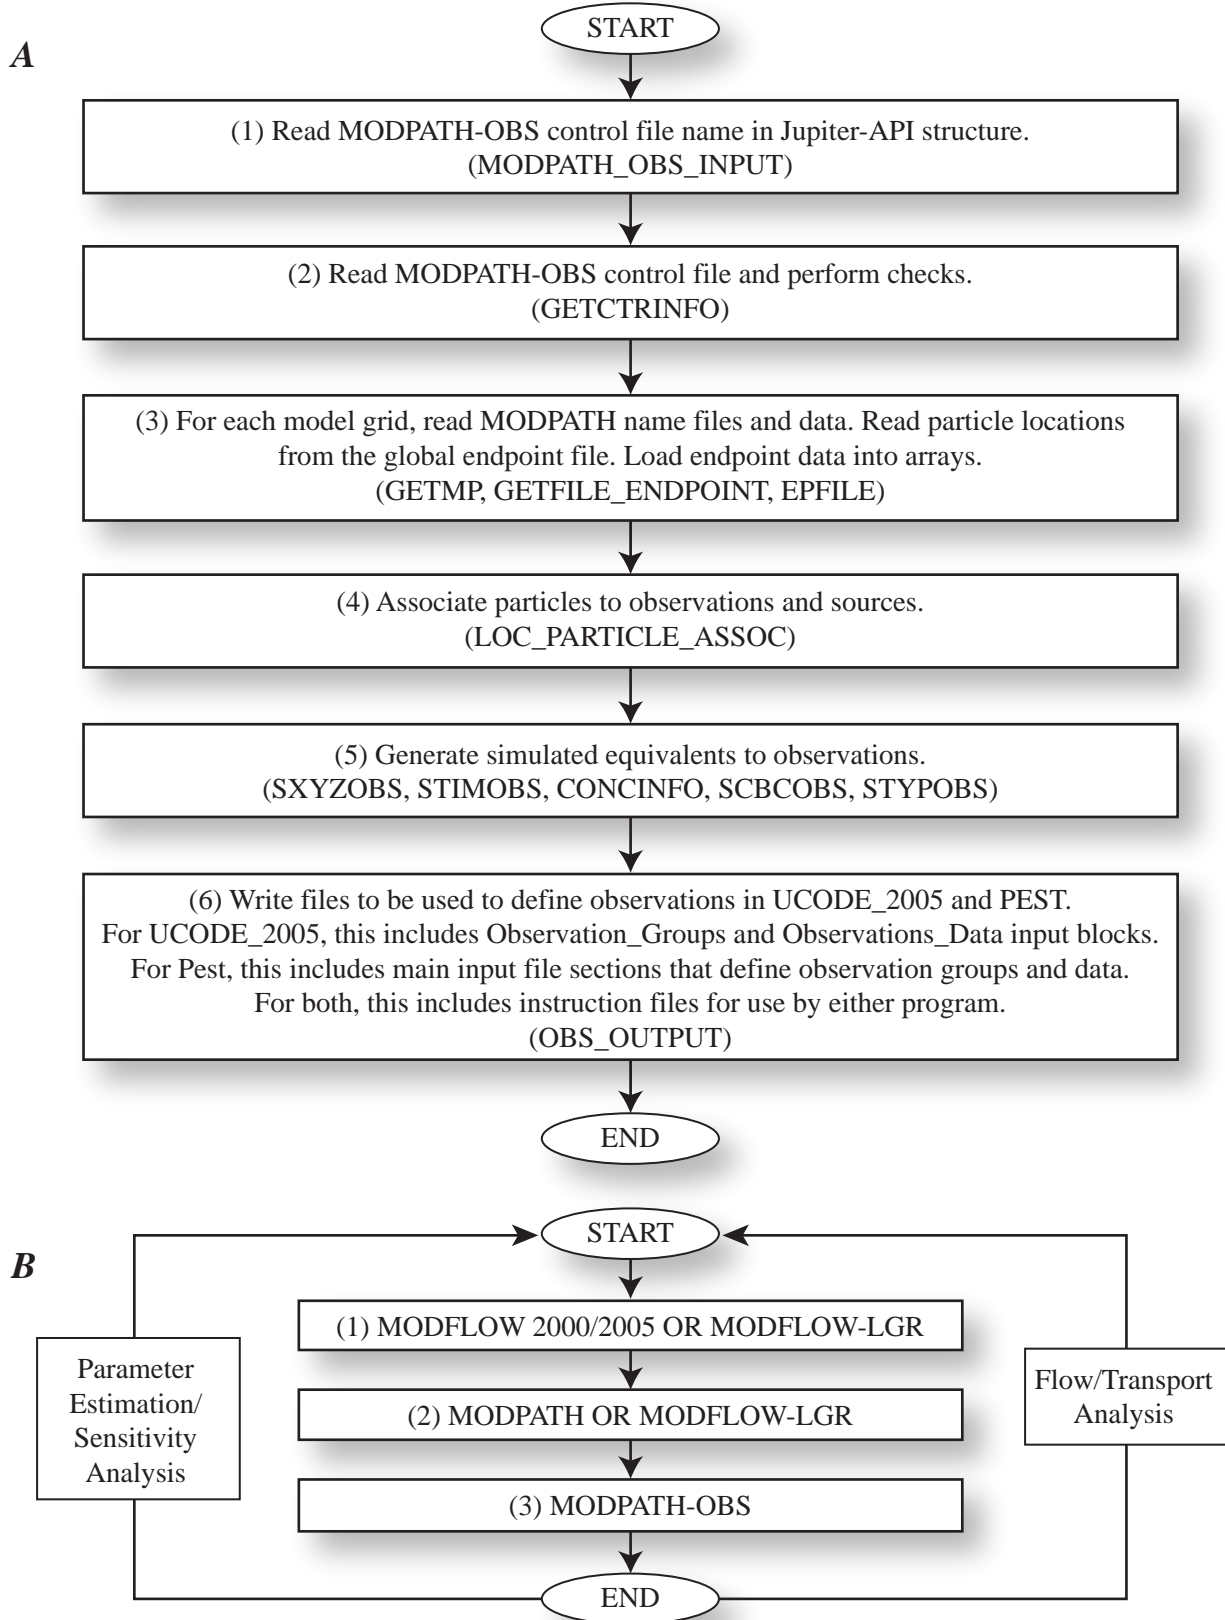 A
START
(1) Read MODPATH-OBS control file name in Jupiter-API structure.
(MODPATH_OBS_INPUT)
(2) Read MODPATH-OBS control file and perform checks.
(GETCTRINFO)
(3) For each model grid, read MODPATH name files and data. Read particle locations
from the global endpoint file. Load endpoint data into arrays.
(GETMP, GETFILE_ENDPOINT, EPFILE)
(4) Associate particles to observations and sources.
(LOC_PARTICLE_ASSOC)
(5) Generate simulated equivalents to observations.
(SXYZOBS, STIMOBS, CONCINFO, SCBCOBS, STYPOBS)
(6) Write files to be used to define observations in UCODE_2005 and PEST.
For UCODE_2005, this includes Observation_Groups and Observations_Data input blocks.
For Pest, this includes main input file sections that define observation groups and data.
For both, this includes instruction files for use by either program.
(OBS_OUTPUT)
END
B
START
(1) MODFLOW 2000/2005 OR MODFLOW-LGR
(2) MODPATH OR MODFLOW-LGR
(3) MODPATH-OBS
END
Parameter
Estimation/
Sensitivity
Analysis
Flow/Transport
Analysis